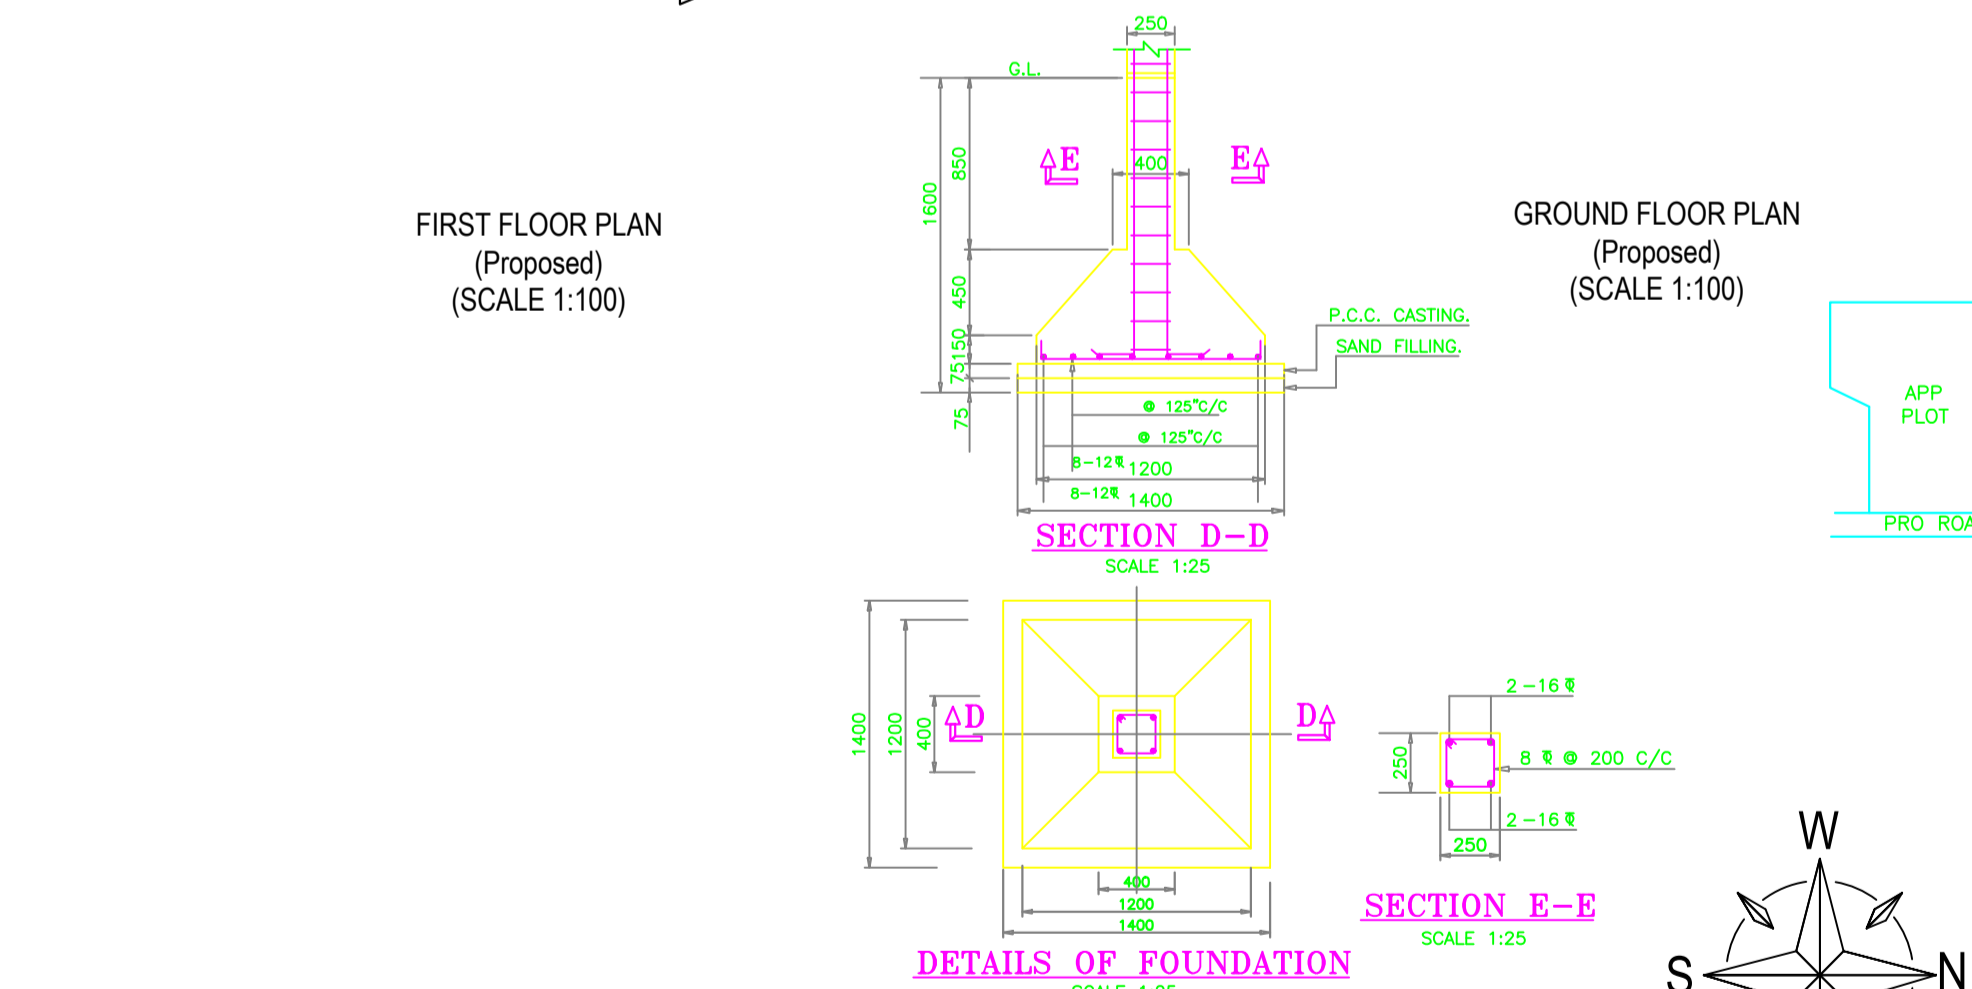 FIRST FLOOR PLAN
(Proposed)
(SCALE 1:100)
250
G.L.
850
1600
E
E
400
450
150
75
75
P.C.C. CASTING.
SAND FILLING.
@ 125"C/C
@ 125"C/C
8-12
1200
8-12
1400
SECTION D-D
SCALE 1:25
GROUND FLOOR PLAN
(Proposed)
(SCALE 1:100)
APP
PLOT
PRO ROA
1400
1200
400
D
D
400
1200
1400
DETAILS OF FOUNDATION
SCALE 1:25
2-16
250
8 @ 200 C/C
2-16
250
SECTION E-E
SCALE 1:25
W
S
N